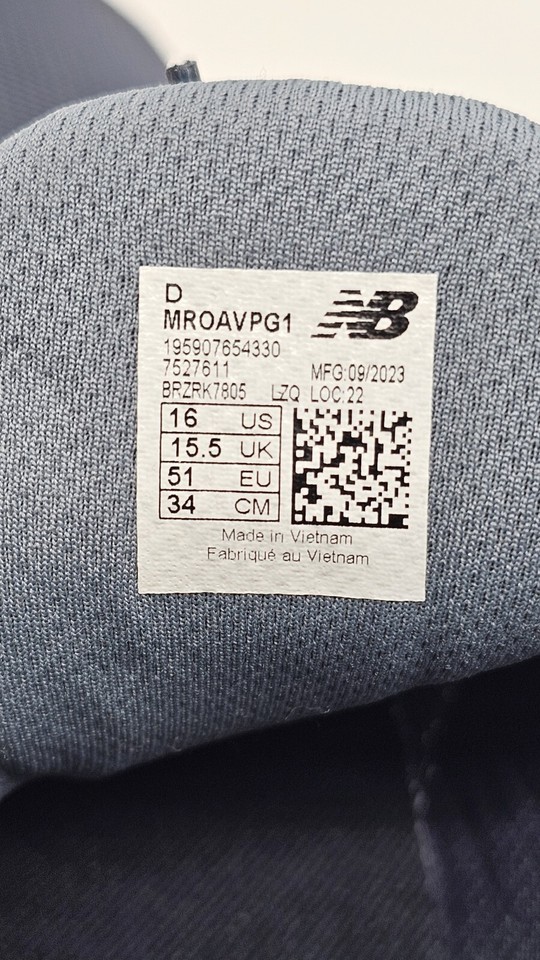 D
MROAVPG1
NB
195907654330
7527611 MFG:09/2023
BRZRK7805 LZQ LOC:22
16 US
15.5 UK
51 EU
34 CM
Made in Vietnam
Fabriqué au Vietnam